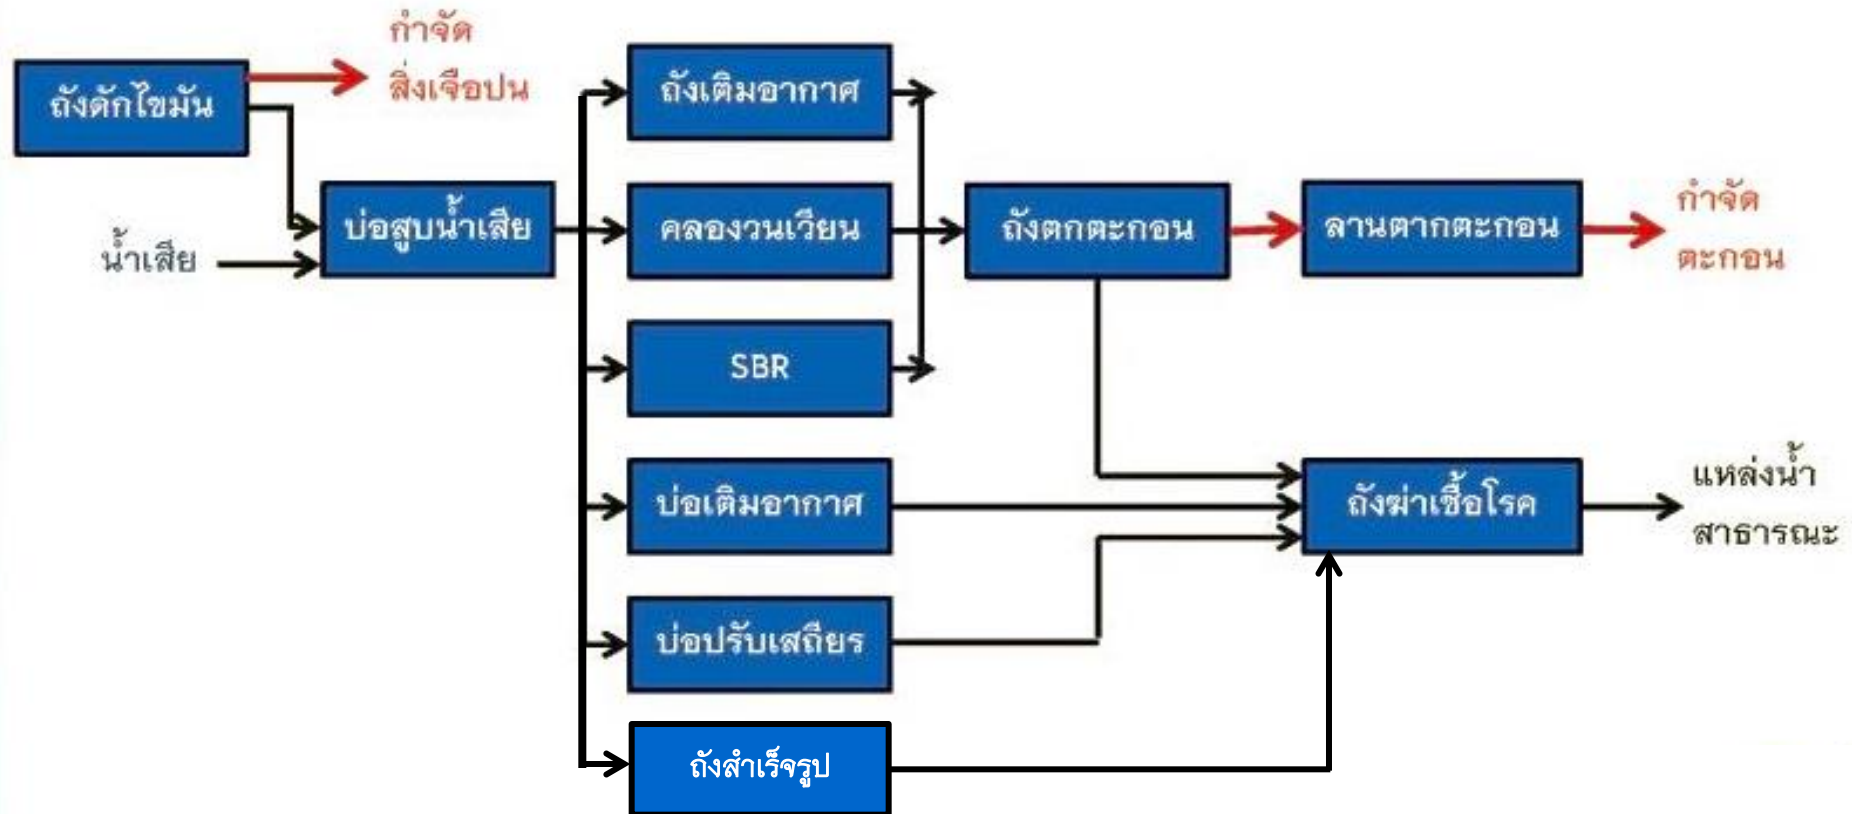 กำจัด
สิ่งเจือปน
ถังดักไขมัน
ถังเติมอากาศ
น้ำเสีย
บ่อสูบน้ำเสีย
คลองวนเวียน
ถังตกตะกอน
ลานตากตะกอน
กำจัด
ตะกอน
SBR
บ่อเติมอากาศ
ถังฆ่าเชื้อโรค
แหล่งน้ำ
สาธารณะ
บ่อปรับเสถียร
ถังสำเร็จรูป